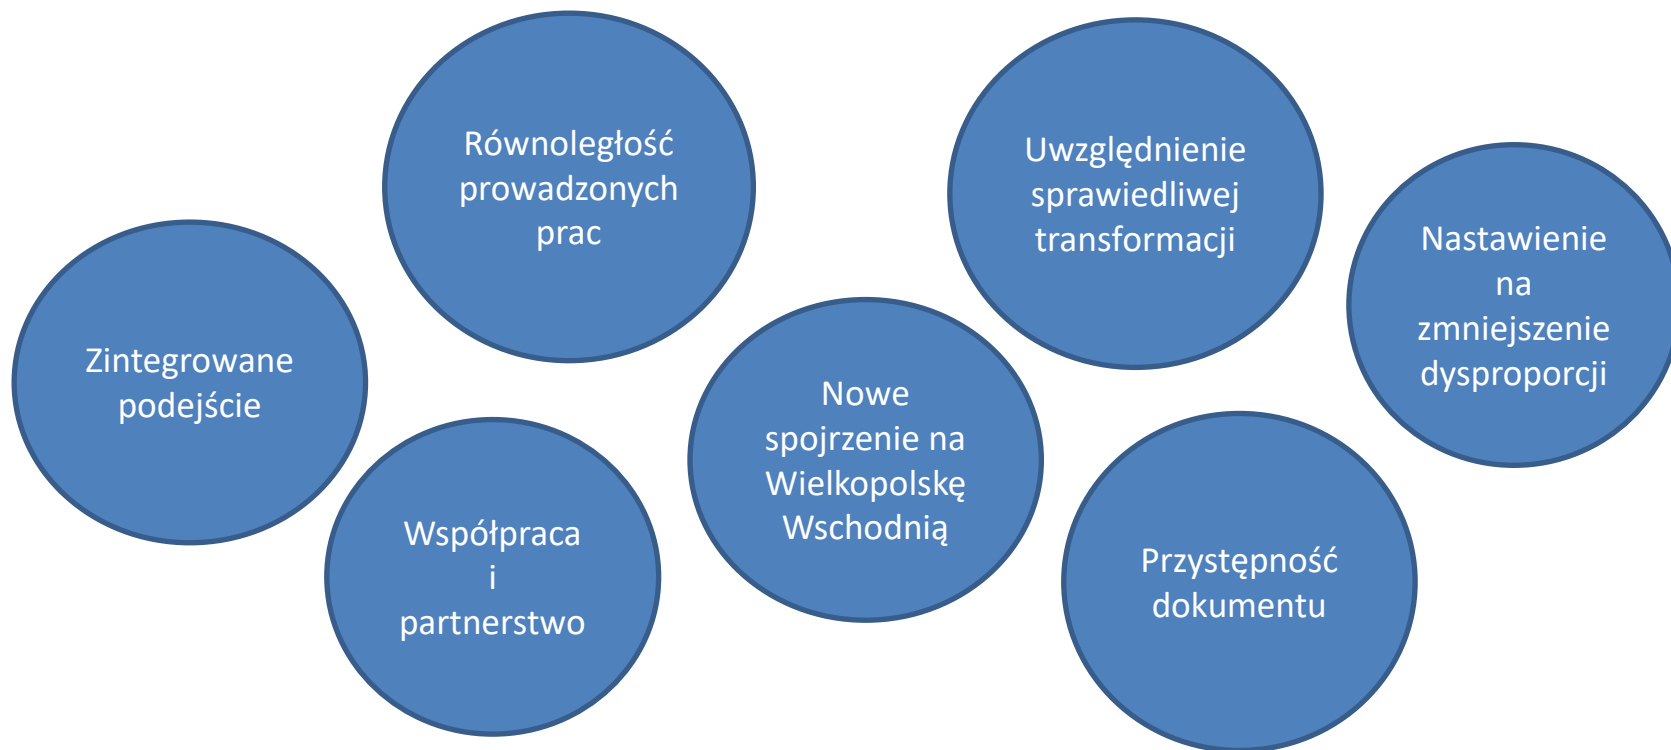 Zintegrowane
podejście
Równoległość
prowadzonych
prac
Współpraca
i
partnerstwo
Nowe
spojrzenie na
Wielkopolskę
Wschodnią
Uwzględnienie
sprawiedliwej
transformacji
Przystępność
dokumentu
Nastawienie
na
zmniejszenie
dysproporcji